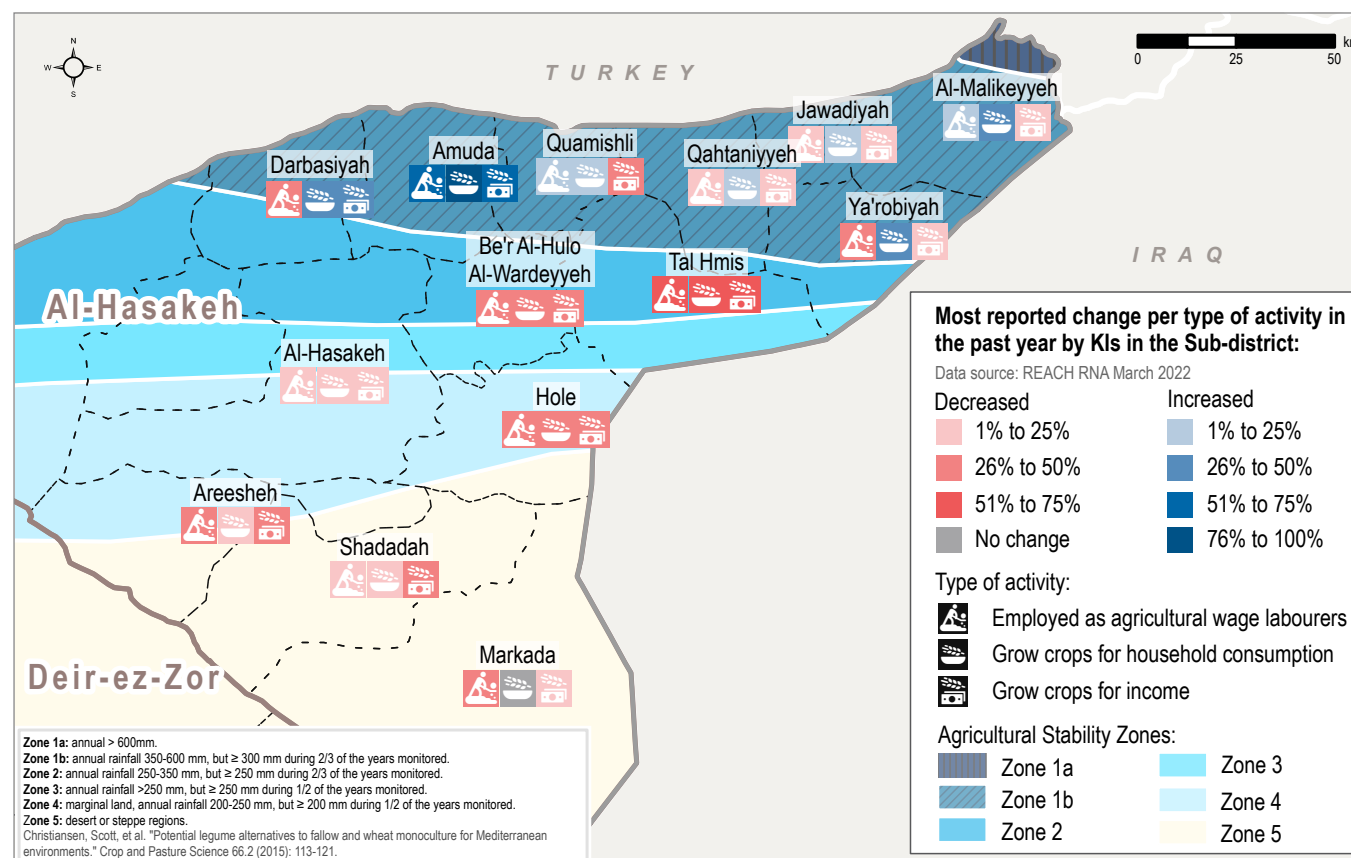 N
W
E
S
TURKEY
km
0
25
50
Al-Malikeyyeh
Jawadiyah
Quamishli
Amuda
Qahtaniyyeh
Darbasiyah
Ya'robiyah
IRAQ
Be'r Al-Hulo
Al-Wardeyyeh
Tal Hmis
Al-Hasakeh
Al-Hasakeh
Hole
Areesheh
Shadadah
Markada
Deir-ez-Zor
Most reported change per type of activity in
the past year by KIs in the Sub-district:
Data source: REACH RNA March 2022
Decreased
1% to 25%
26% to 50%
51% to 75%
No change
Increased
1% to 25%
26% to 50%
51% to 75%
76% to 100%
Type of activity:
Employed as agricultural wage labourers
Grow crops for household consumption
Grow crops for income
Agricultural Stability Zones:
Zone 1a
Zone 1b
Zone 2
Zone 3
Zone 4
Zone 5
Zone 1a: annual > 600mm.
Zone 1b: annual rainfall 350-600 mm, but ≥ 300 mm during 2/3 of the years monitored.
Zone 2: annual rainfall 250-350 mm, but ≥ 250 mm during 2/3 of the years monitored.
Zone 3: annual rainfall >250 mm, but ≥ 250 mm during 1/2 of the years monitored.
Zone 4: marginal land, annual rainfall 200-250 mm, but ≥ 200 mm during 1/2 of the years monitored.
Zone 5: desert or steppe regions.
Christiansen, Scott, et al. "Potential legume alternatives to fallow and wheat monoculture for Mediterranean
environments." Crop and Pasture Science 66.2 (2015): 113-121.